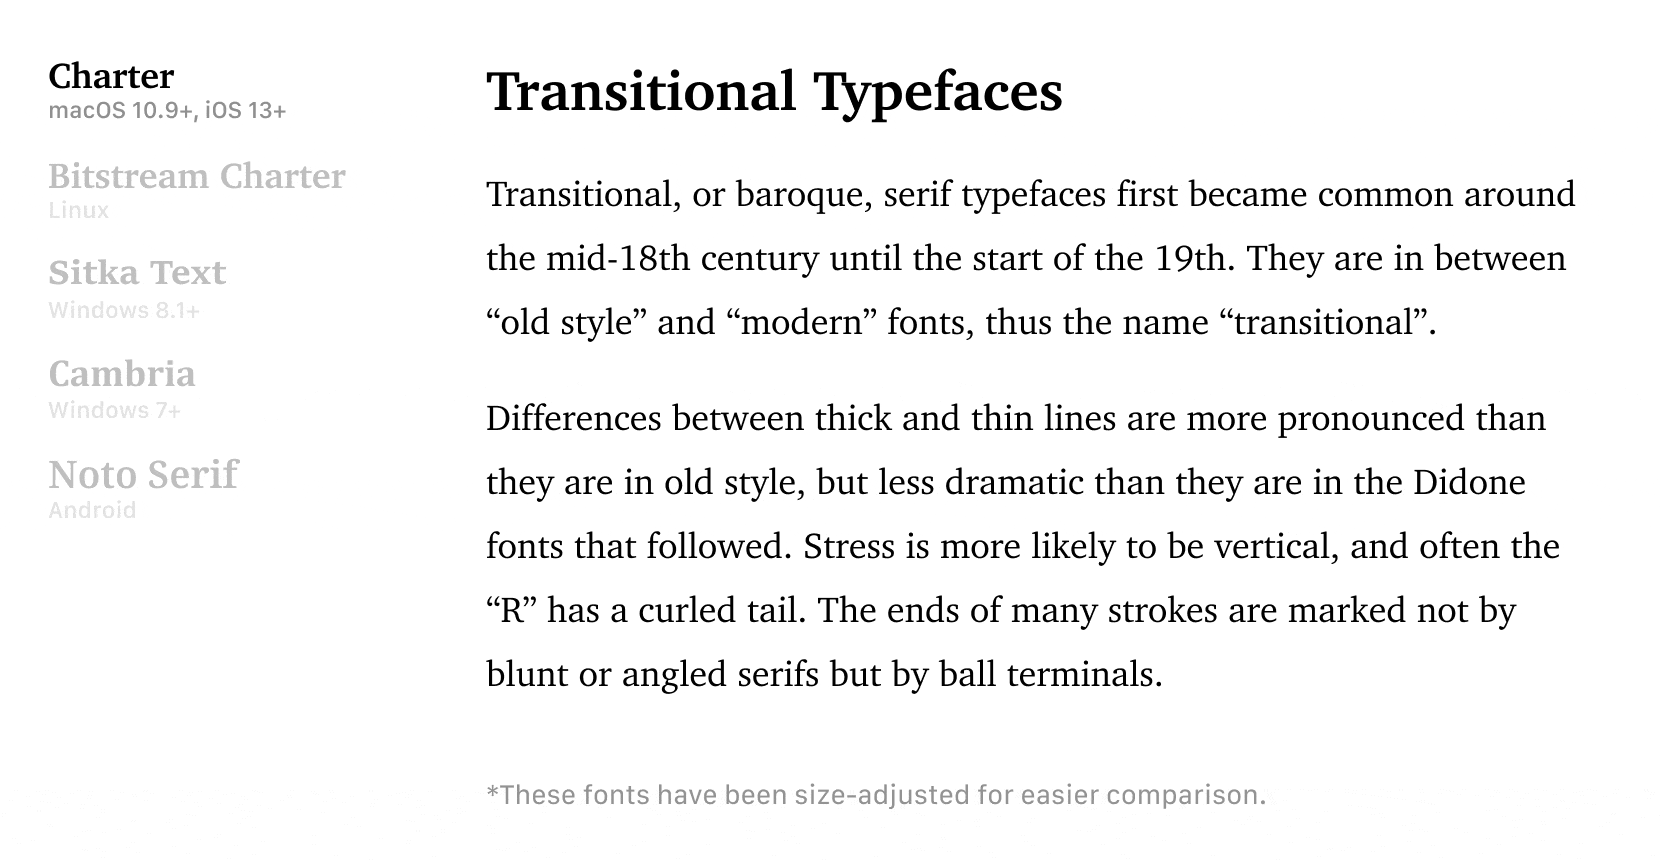 Charter
macOS 10.9+, iOS 13+
Bitstream Charter
Linux
Sitka Text
Windows 8.1+
Cambria
Windows 7+
Noto Serif
Android
Transitional Typefaces
Transitional, or baroque, serif typefaces first became common around
the mid-18th century until the start of the 19th. They are in between
“old style” and “modern” fonts, thus the name “transitional”.
Differences between thick and thin lines are more pronounced than
they are in old style, but less dramatic than they are in the Didone
fonts that followed. Stress is more likely to be vertical, and often the
“R” has a curled tail. The ends of many strokes are marked not by
blunt or angled serifs but by ball terminals.
*These fonts have been size-adjusted for easier comparison.